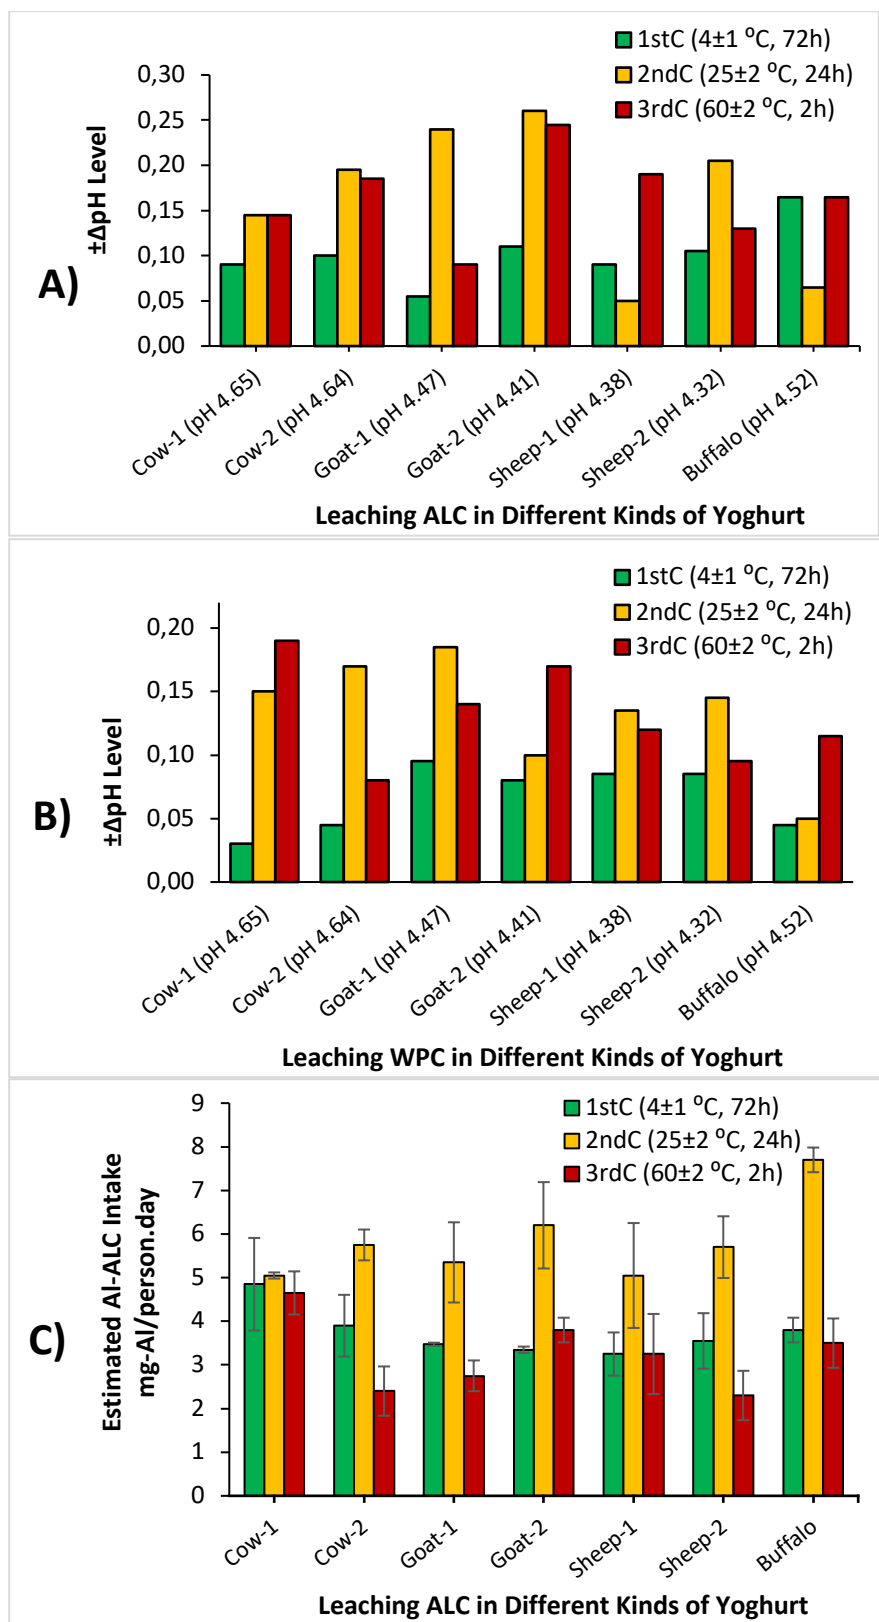 1stC (4±1 ⁰C, 72h)
2ndC (25±2 ⁰C, 24h)
3rdC (60±2 ⁰C, 2h)
A)
±ΔpH Level
0,30
0,25
0,20
0,15
0,10
0,05
0,00
Cow-1 (pH 4.65)
Cow-2 (pH 4.64)
Goat-1 (pH 4.47)
Goat-2 (pH 4.41)
Sheep-1 (pH 4.38)
Sheep-2 (pH 4.32)
Buffalo (pH 4.52)
Leaching ALC in Different Kinds of Yoghurt
1stC (4±1 ⁰C, 72h)
2ndC (25±2 ⁰C, 24h)
3rdC (60±2 ⁰C, 2h)
B)
±ΔpH Level
0,20
0,15
0,10
0,05
0,00
Cow-1 (pH 4.65)
Cow-2 (pH 4.64)
Goat-1 (pH 4.47)
Goat-2 (pH 4.41)
Sheep-1 (pH 4.38)
Sheep-2 (pH 4.32)
Buffalo (pH 4.52)
Leaching WPC in Different Kinds of Yoghurt
1stC (4±1 ⁰C, 72h)
2ndC (25±2 ⁰C, 24h)
3rdC (60±2 ⁰C, 2h)
C)
Estimated Al-ALC Intake
mg-Al/person.day
9
8
7
6
5
4
3
2
1
0
Cow-1
Cow-2
Goat-1
Goat-2
Sheep-1
Sheep-2
Buffalo
Leaching ALC in Different Kinds of Yoghurt